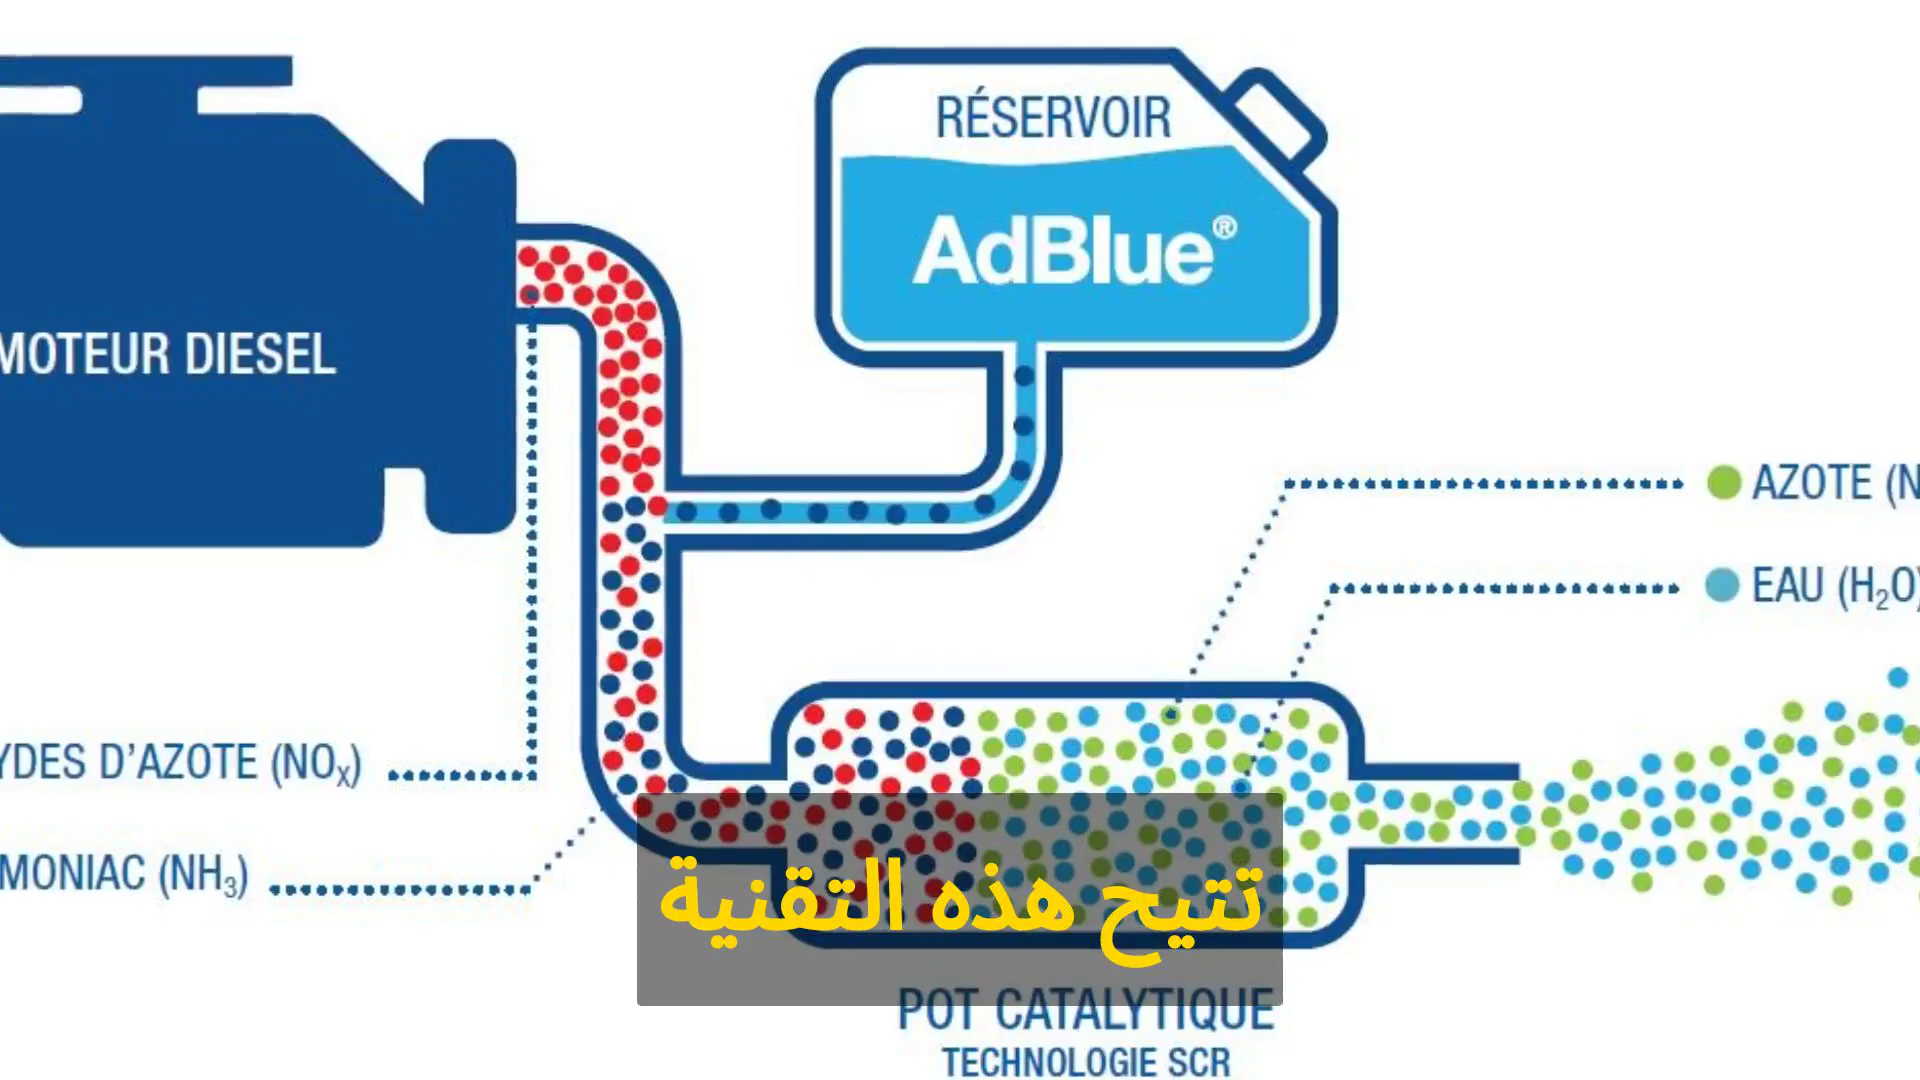 RÉSERVOIR
AdBlue®
MOTEUR DIESEL
AZOTE (N
EAU (H₂O)
YDES D'AZOTE (NOₓ)
MONIAC (NH₃)
تتيح هذه التقنية
POT CATALYTIQUE
TECHNOLOGIE SCR